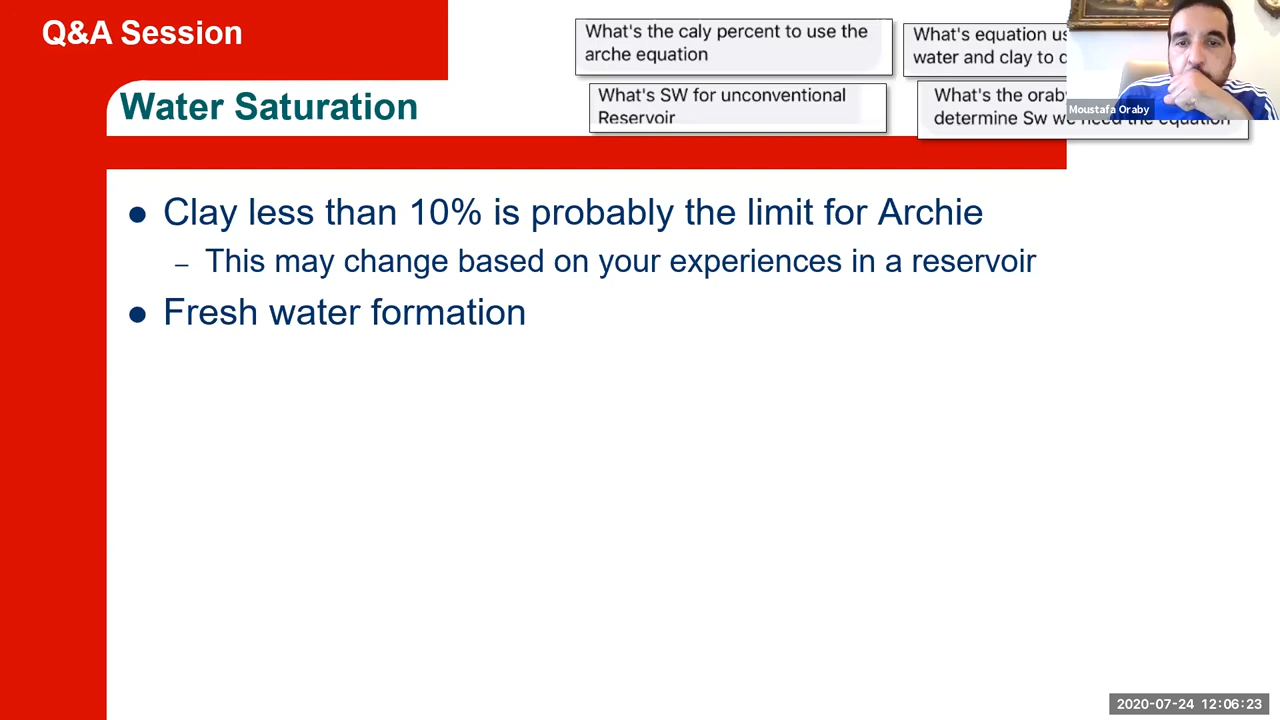 Q&A Session
What's the caly percent to use the
arche equation
What's equation
water and clay to
What's SW for unconventional
Reservoir
What's the
determine Sw we need the equation
Moustafa Oraby
Water Saturation
● Clay less than 10% is probably the limit for Archie
– This may change based on your experiences in a reservoir
● Fresh water formation
2020-07-24 12:06:23